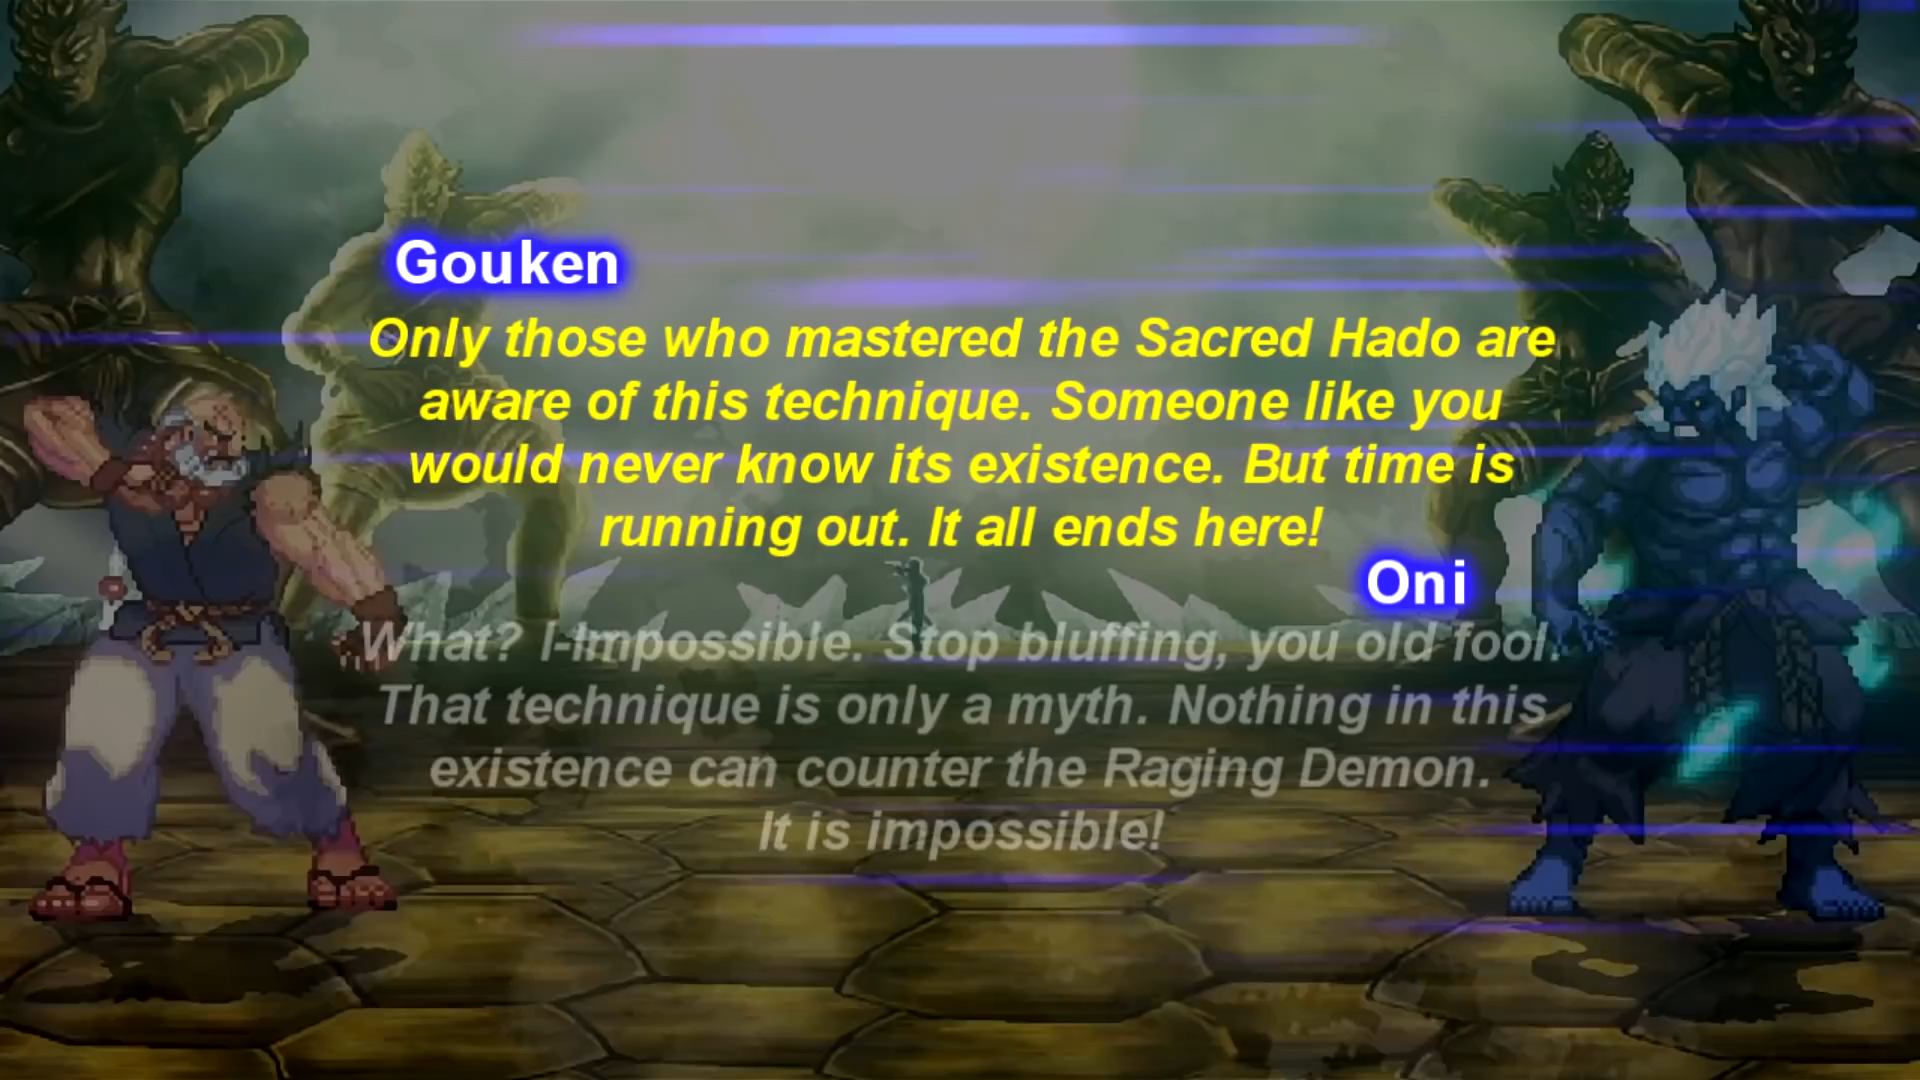 Gouken
Only those who mastered the Sacred Hado are
aware of this technique. Someone like you
would never know its existence. But time is
running out. It all ends here!
Oni
What? I-Impossible. Stop bluffing, you old fool.
That technique is only a myth. Nothing in this
existence can counter the Raging Demon.
It is impossible!